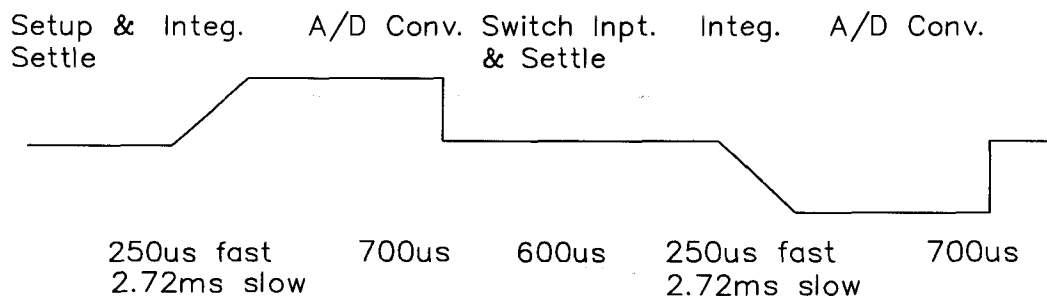 Setup & Integ. A/D Conv. Switch Inpt. Integ. A/D Conv.
Settle & Settle
250us fast 700us 600us 250us fast 700us
2.72ms slow 2.72ms slow